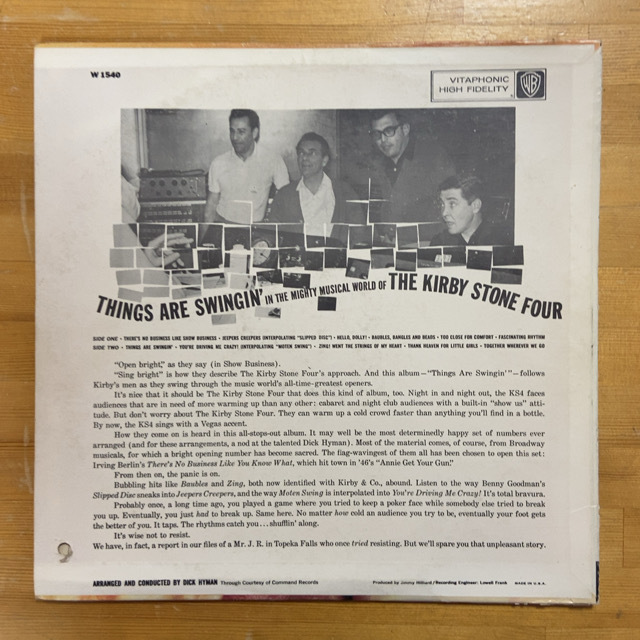 W 1540
VITAPHONIC
HIGH FIDELITY
WB
THINGS ARE SWINGIN' IN THE MIGHTY MUSICAL WORLD OF THE KIRBY STONE FOUR
SIDE ONE • THERE'S NO BUSINESS LIKE SHOW BUSINESS • JEEPERS CREEPERS (INTERPOLATING "SLIPPED DISC") • HELLO, DOLLY! • BAUBLES, BANGLES AND BEADS • TOO CLOSE FOR COMFORT • FASCINATING RHYTHM
SIDE TWO • THINGS ARE SWINGIN' • YOU'RE DRIVING ME CRAZY! (INTERPOLATING "MOTEN SWING") • ZING! WENT THE STRINGS OF MY HEART • THANK HEAVEN FOR LITTLE GIRLS • TOGETHER WHEREVER WE GO
"Open bright," as they say (in Show Business).
"Sing bright" is how they describe The Kirby Stone Four's approach. And this album—"Things Are Swingin'"—follows
Kirby's men as they swing through the music world's all-time-greatest openers.
It's nice that it should be The Kirby Stone Four that does this kind of album, too. Night in and night out, the KS4 faces
audiences that are in need of more warming up than any other: cabaret and night club audiences with a built-in "show us" atti-
tude. But don't worry about The Kirby Stone Four. They can warm up a cold crowd faster than anything you'll find in a bottle.
By now, the KS4 sings with a Vegas accent.
How they come on is heard in this all-stops-out album. It may well be the most determinedly happy set of numbers ever
arranged (and for these arrangements, a nod at the talented Dick Hyman). Most of the material comes, of course, from Broadway
musicals, for which a bright opening number has become sacred. The flag-wavingest of them all has been chosen to open this set:
Irving Berlin's There's No Business Like You Know What, which hit town in '46's "Annie Get Your Gun."
From then on, the panic is on.
Bubbling hits like Baubles and Zing, both now identified with Kirby & Co., abound. Listen to the way Benny Goodman's
Slipped Disc sneaks into Jeepers Creepers, and the way Moten Swing is interpolated into You're Driving Me Crazy! It's total bravura.
Probably once, a long time ago, you played a game where you tried to keep a poker face while somebody else tried to break
you up. Eventually, you just had to break up. Same here. No matter how cold an audience you try to be, eventually your foot gets
the better of you. It taps. The rhythms catch you...shufflin' along.
It's wise not to resist.
We have, in fact, a report in our files of a Mr. J. R. in Topeka Falls who once tried resisting. But we'll spare you that unpleasant story.
ARRANGED AND CONDUCTED BY DICK HYMAN Through Courtesy of Command Records
Produced by Jimmy Hilliard/Recording Engineer: Lowell Frank
MADE IN U.S.A.